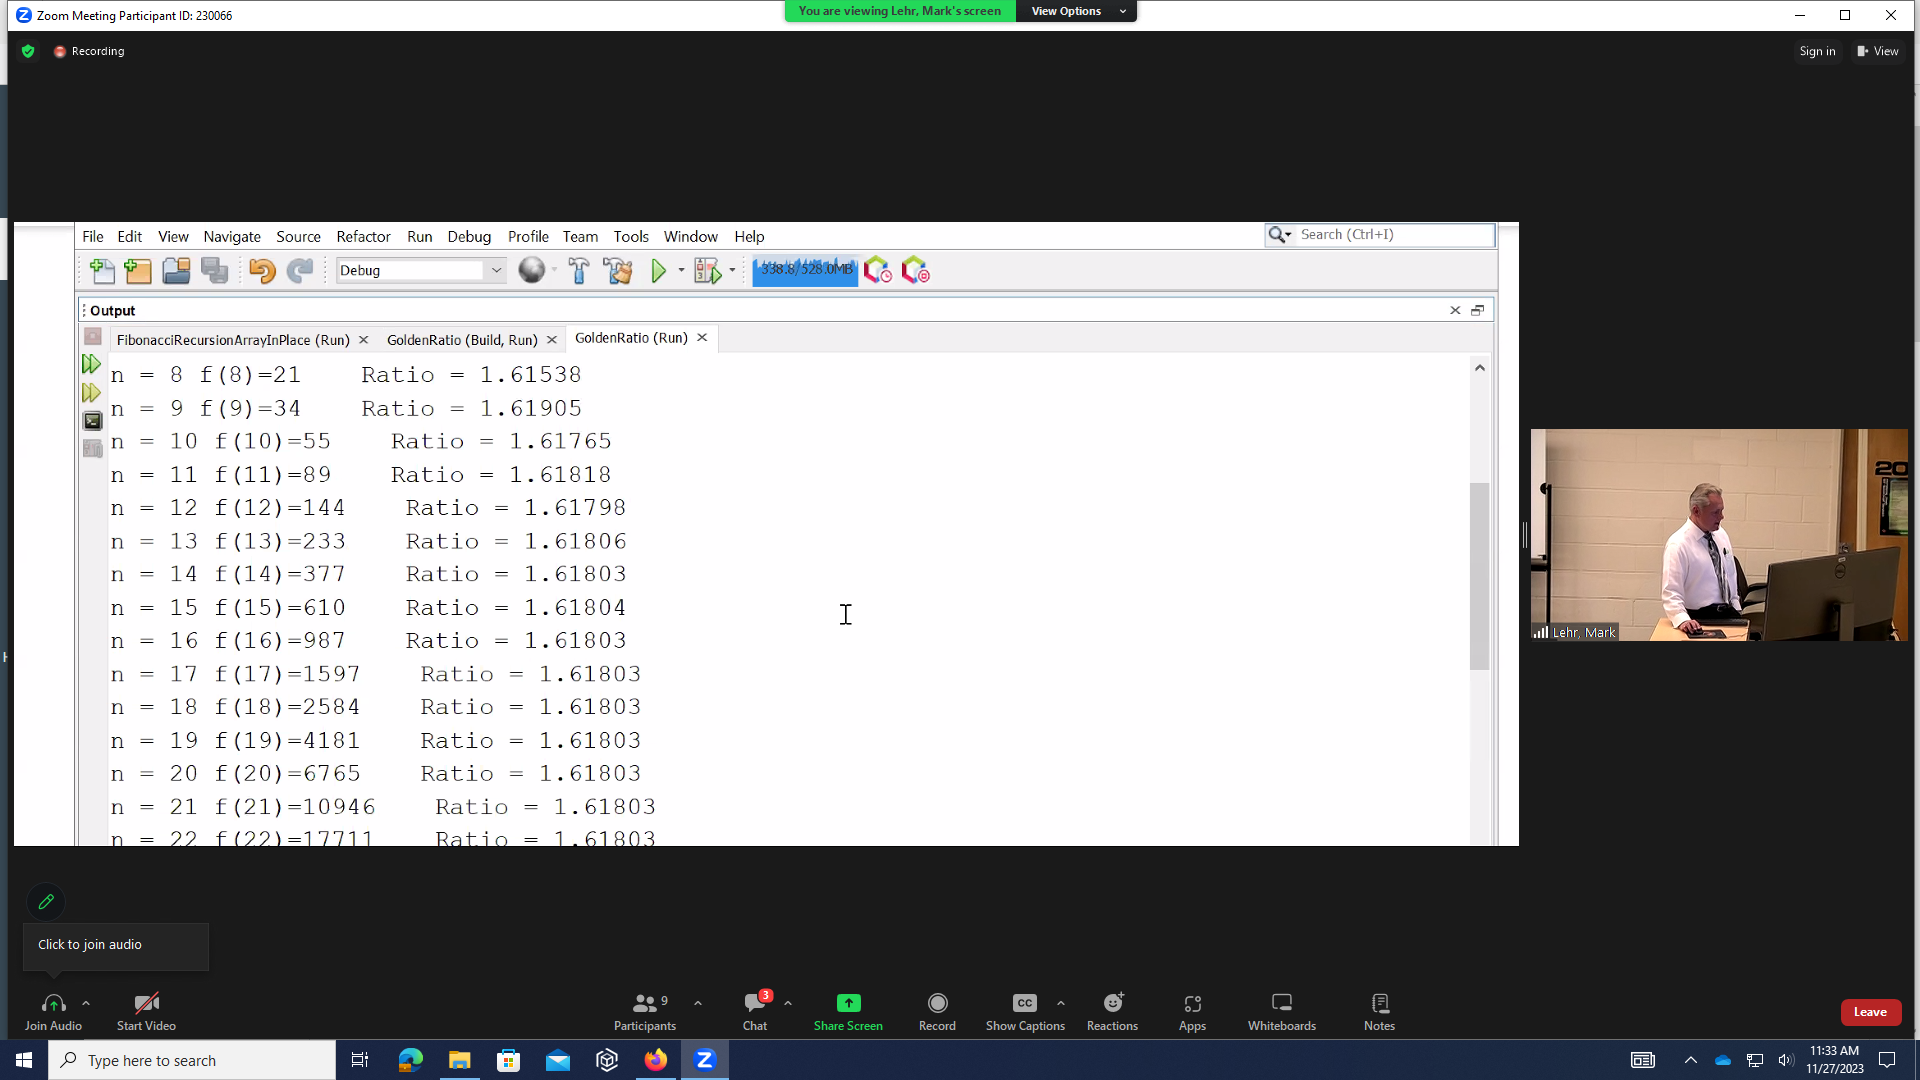 Zoom Meeting Participant ID: 230066
You are viewing Lehr, Mark's screen
View Options
Recording
Sign in
View
File Edit View Navigate Source Refactor Run Debug Profile Team Tools Window Help
Search (Ctrl+I)
Debug
338.8/528.0MB
Output
FibonacciRecursionArrayInPlace (Run)
GoldenRatio (Build, Run)
GoldenRatio (Run)
n = 8 f(8)=21    Ratio = 1.61538
n = 9 f(9)=34    Ratio = 1.61905
n = 10 f(10)=55    Ratio = 1.61765
n = 11 f(11)=89    Ratio = 1.61818
n = 12 f(12)=144    Ratio = 1.61798
n = 13 f(13)=233    Ratio = 1.61806
n = 14 f(14)=377    Ratio = 1.61803
n = 15 f(15)=610    Ratio = 1.61804
n = 16 f(16)=987    Ratio = 1.61803
n = 17 f(17)=1597    Ratio = 1.61803
n = 18 f(18)=2584    Ratio = 1.61803
n = 19 f(19)=4181    Ratio = 1.61803
n = 20 f(20)=6765    Ratio = 1.61803
n = 21 f(21)=10946    Ratio = 1.61803
n = 22 f(22)=17711    Ratio = 1.61803
20
Lehr, Mark
Click to join audio
Join Audio
Start Video
9
Participants
3
Chat
Share Screen
Record
CC
Show Captions
Reactions
Apps
Whiteboards
Notes
Leave
Type here to search
11:33 AM
11/27/2023